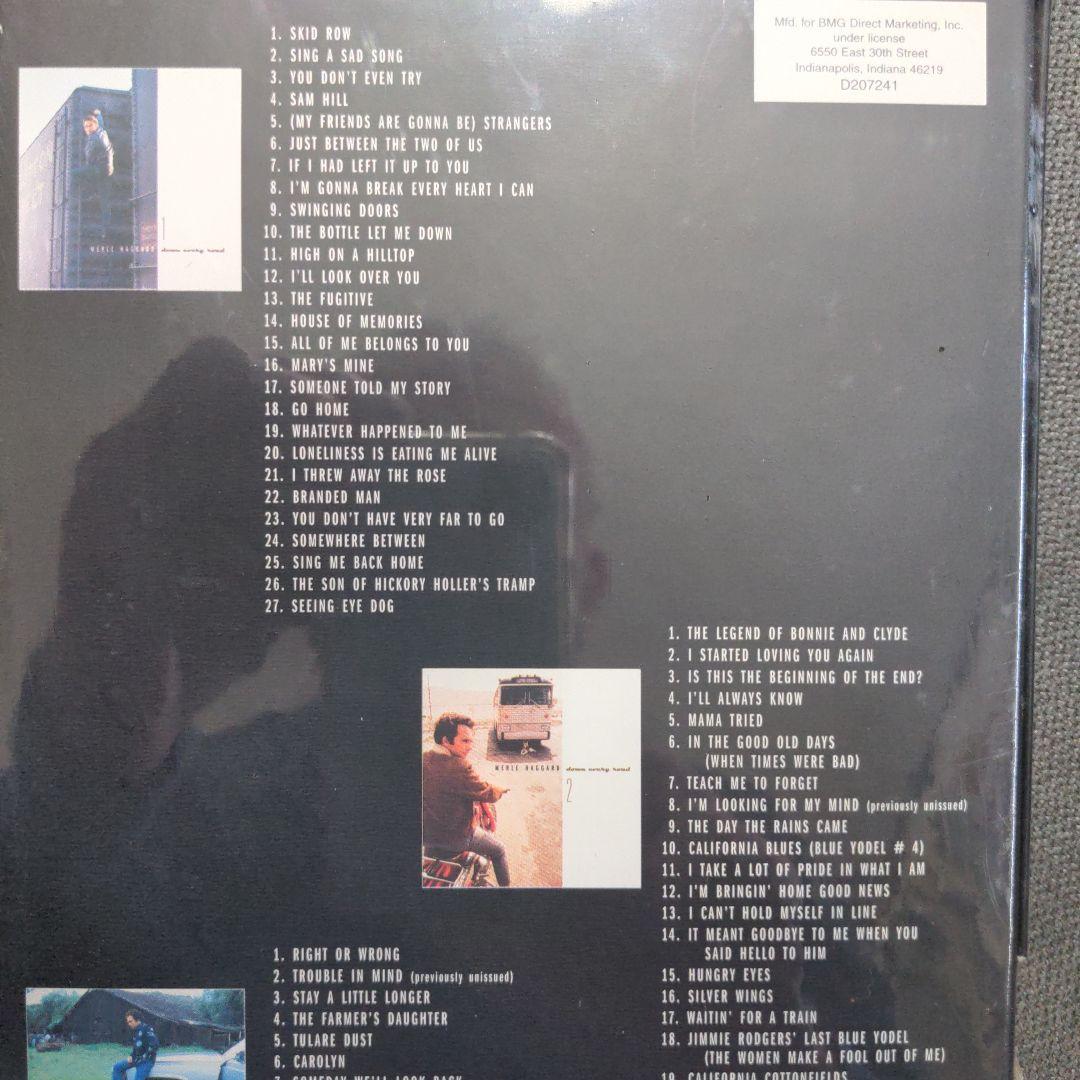 Mfd. for BMG Direct Marketing, Inc.
under license
6550 East 30th Street
Indianapolis, Indiana 46219
D207241
1. SKID ROW
2. SING A SAD SONG
3. YOU DON'T EVEN TRY
4. SAM HILL
5. (MY FRIENDS ARE GONNA BE) STRANGERS
6. JUST BETWEEN THE TWO OF US
7. IF I HAD LEFT IT UP TO YOU
8. I'M GONNA BREAK EVERY HEART I CAN
9. SWINGING DOORS
10. THE BOTTLE LET ME DOWN
11. HIGH ON A HILLTOP
12. I'LL LOOK OVER YOU
13. THE FUGITIVE
14. HOUSE OF MEMORIES
15. ALL OF ME BELONGS TO YOU
16. MARY'S MINE
17. SOMEONE TOLD MY STORY
18. GO HOME
19. WHATEVER HAPPENED TO ME
20. LONELINESS IS EATING ME ALIVE
21. I THREW AWAY THE ROSE
22. BRANDED MAN
23. YOU DON'T HAVE VERY FAR TO GO
24. SOMEWHERE BETWEEN
25. SING ME BACK HOME
26. THE SON OF HICKORY HOLLER'S TRAMP
27. SEEING EYE DOG
1
MERLE HAGGARD down every road
1. THE LEGEND OF BONNIE AND CLYDE
2. I STARTED LOVING YOU AGAIN
3. IS THIS THE BEGINNING OF THE END?
4. I'LL ALWAYS KNOW
5. MAMA TRIED
6. IN THE GOOD OLD DAYS
(WHEN TIMES WERE BAD)
7. TEACH ME TO FORGET
8. I'M LOOKING FOR MY MIND (previously unissued)
9. THE DAY THE RAINS CAME
10. CALIFORNIA BLUES (BLUE YODEL # 4)
11. I TAKE A LOT OF PRIDE IN WHAT I AM
12. I'M BRINGIN' HOME GOOD NEWS
13. I CAN'T HOLD MYSELF IN LINE
14. IT MEANT GOODBYE TO ME WHEN YOU
SAID HELLO TO HIM
15. HUNGRY EYES
16. SILVER WINGS
17. WAITIN' FOR A TRAIN
18. JIMMIE RODGERS' LAST BLUE YODEL
(THE WOMEN MAKE A FOOL OUT OF ME)
19. CALIFORNIA COTTONFIELDS
MERLE HAGGARD down every road
2
1. RIGHT OR WRONG
2. TROUBLE IN MIND (previously unissued)
3. STAY A LITTLE LONGER
4. THE FARMER'S DAUGHTER
5. TULARE DUST
6. CAROLYN
7. SOMEDAY WE'LL LOOK BACK